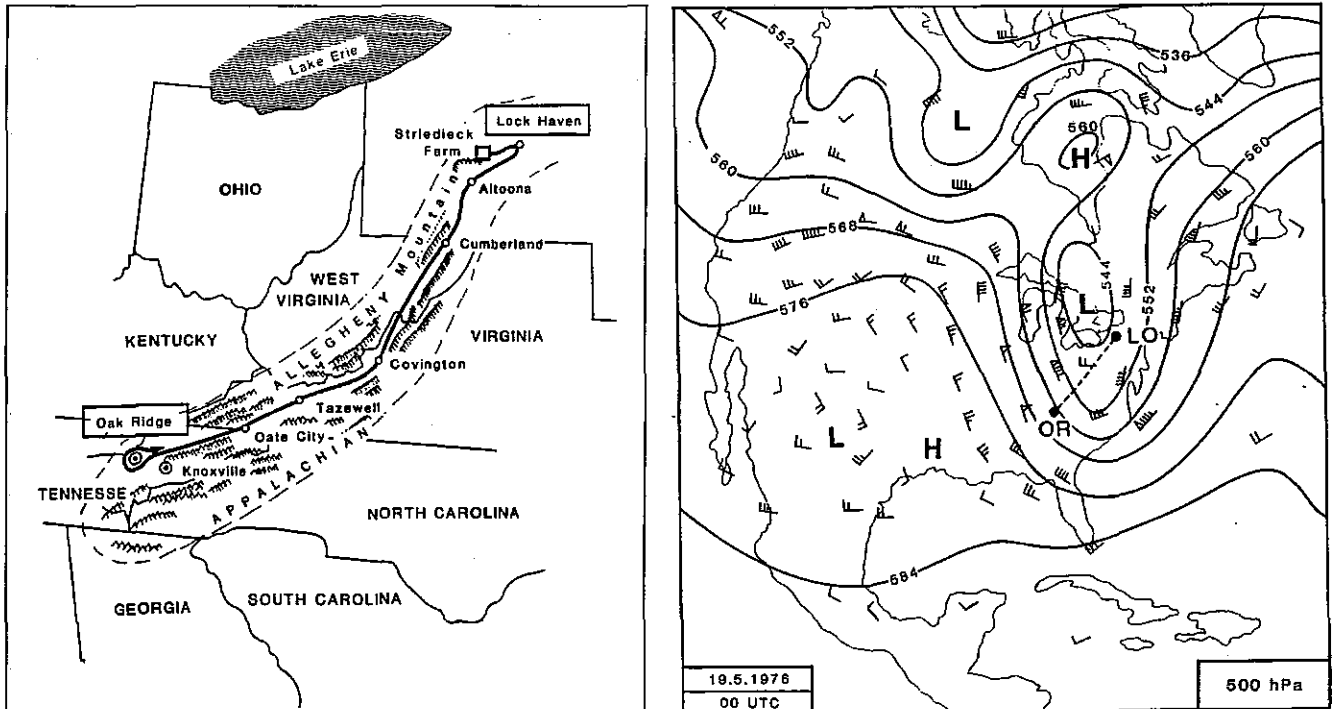 Lake Erie
Lock Haven
Striedieck
Farm
Altoona
OHIO
Cumberland
WEST
VIRGINIA
ALLEGHENY Mountain
KENTUCKY
VIRGINIA
Covington
Tazewell
Oak Ridge
Gate City
Knoxville
TENNESSE
APPALACHIAN
NORTH CAROLINA
SOUTH CAROLINA
GEORGIA
552
536
544
L
560
H
560
560
568
544
576
L
552
LO
OR
L
H
584
19.5.1976
00 UTC
500 hPa